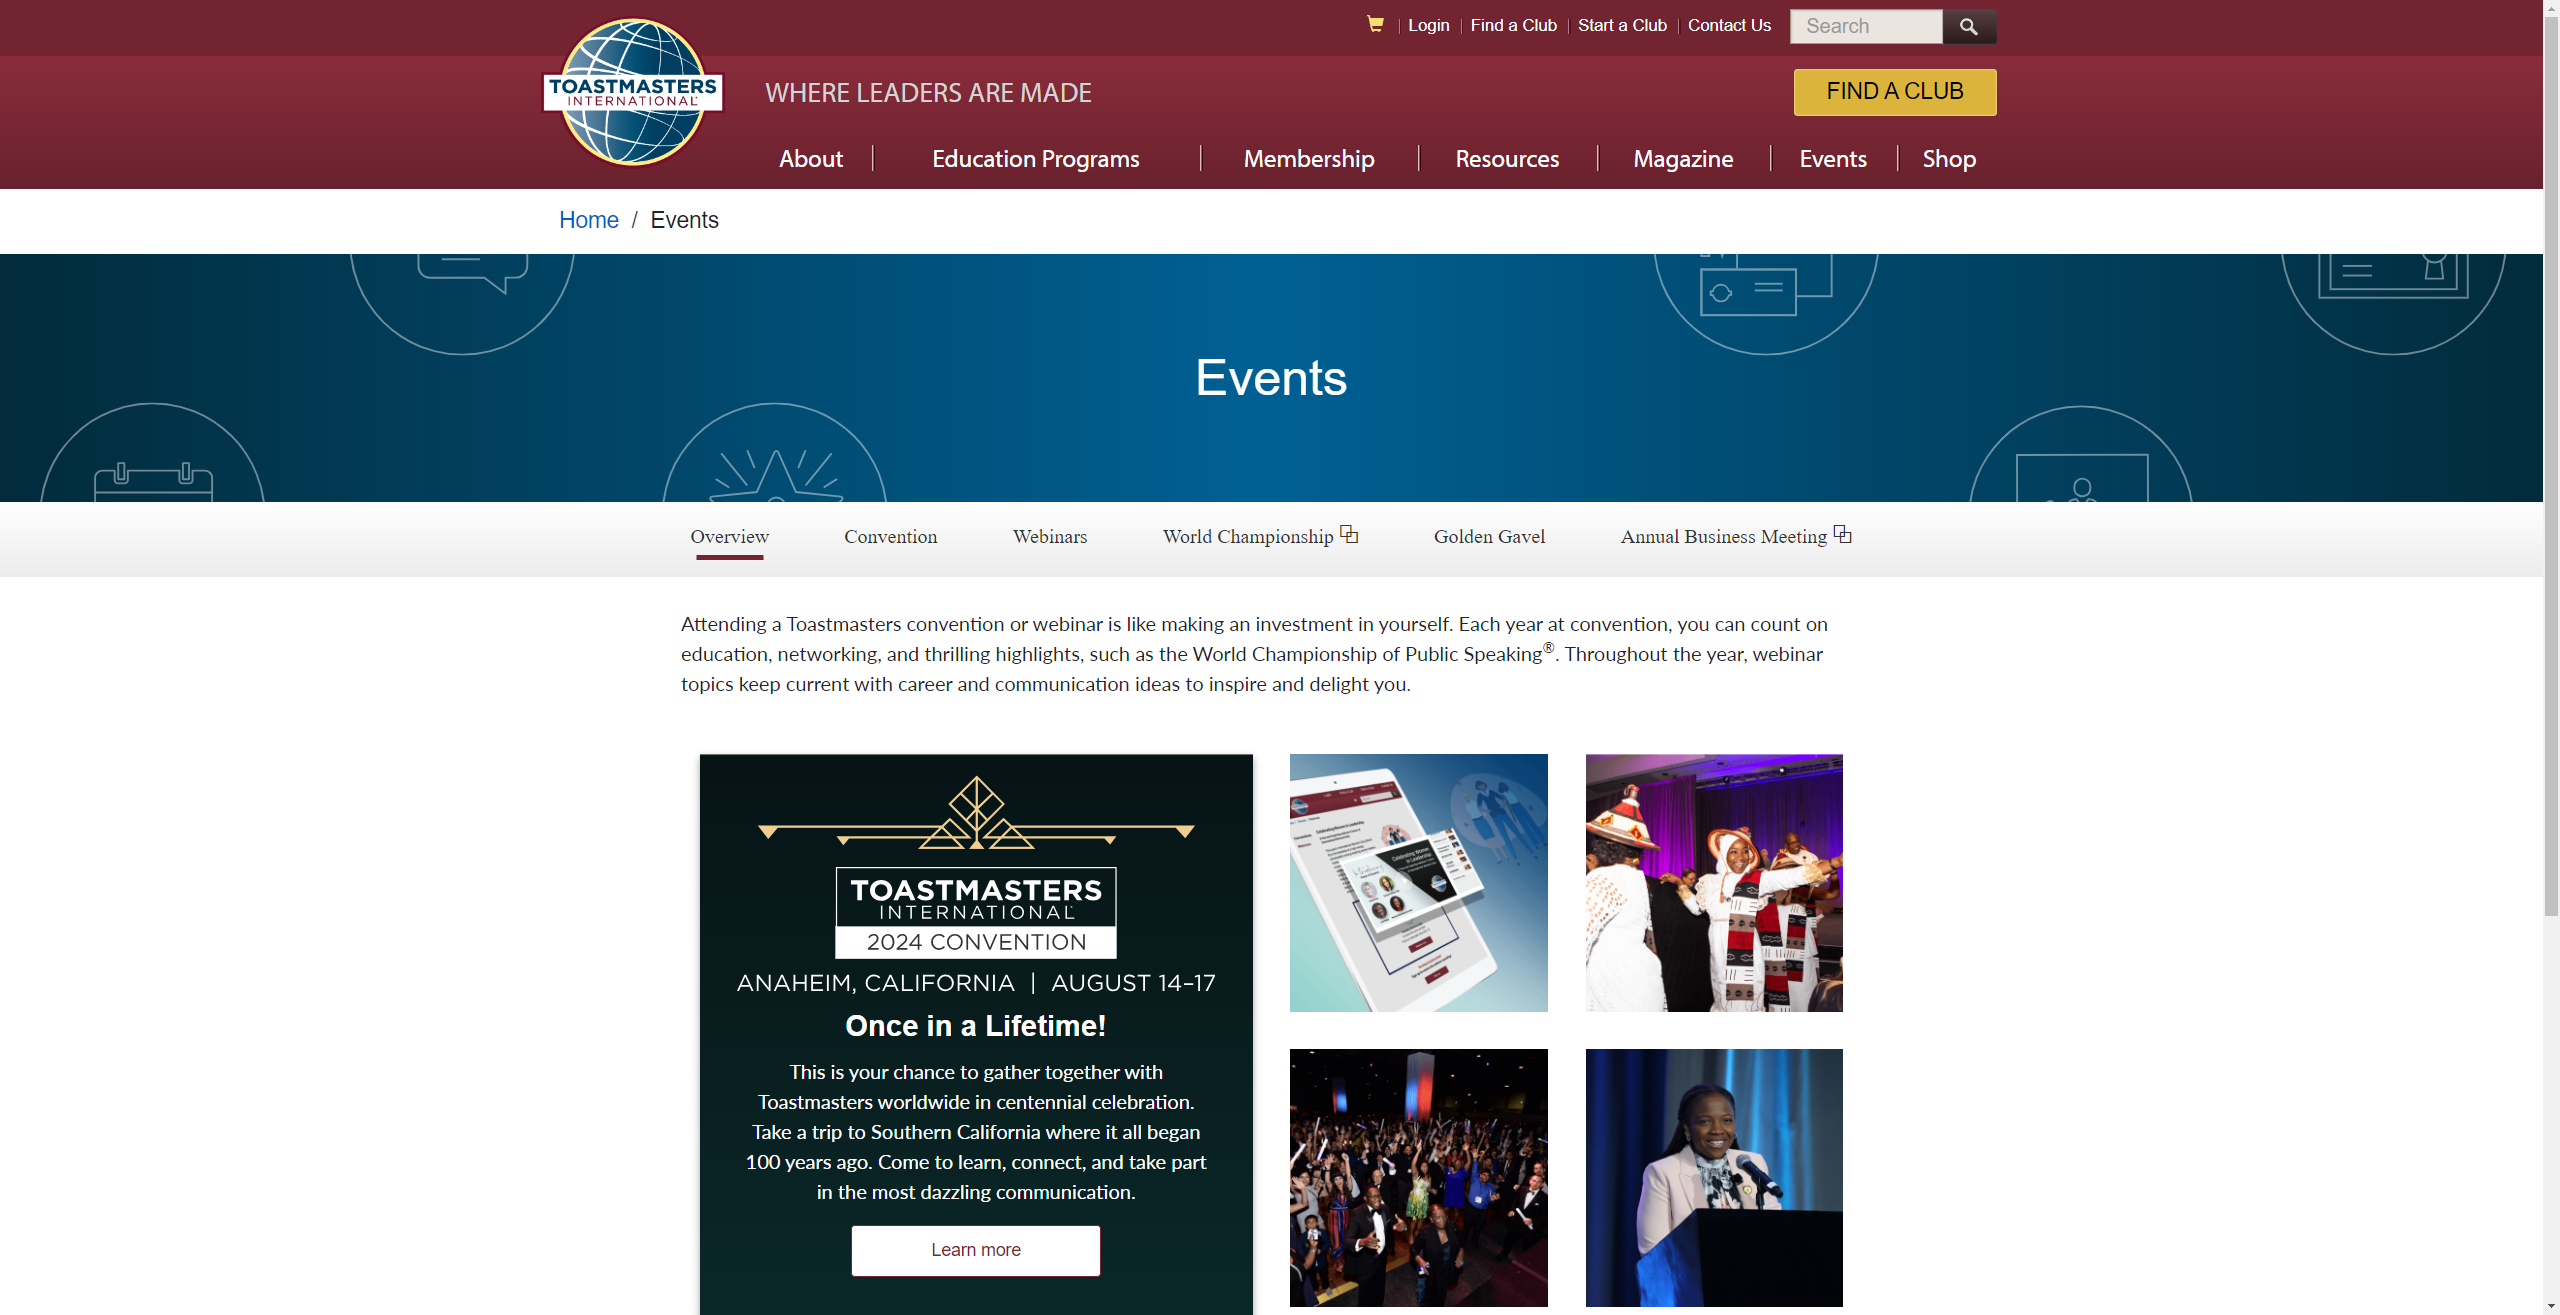 Login
Find a Club
Start a Club
Contact Us
Search
TOASTMASTERS
INTERNATIONAL
WHERE LEADERS ARE MADE
FIND A CLUB
About
Education Programs
Membership
Resources
Magazine
Events
Shop
Home / Events
Events
Overview
Convention
Webinars
World Championship
Golden Gavel
Annual Business Meeting
Attending a Toastmasters convention or webinar is like making an investment in yourself. Each year at convention, you can count on
education, networking, and thrilling highlights, such as the World Championship of Public Speaking®. Throughout the year, webinar
topics keep current with career and communication ideas to inspire and delight you.
TOASTMASTERS
INTERNATIONAL
2024 CONVENTION
ANAHEIM, CALIFORNIA | AUGUST 14–17
Once in a Lifetime!
This is your chance to gather together with
Toastmasters worldwide in centennial celebration.
Take a trip to Southern California where it all began
100 years ago. Come to learn, connect, and take part
in the most dazzling communication.
Learn more
Celebrating Women
in Leadership